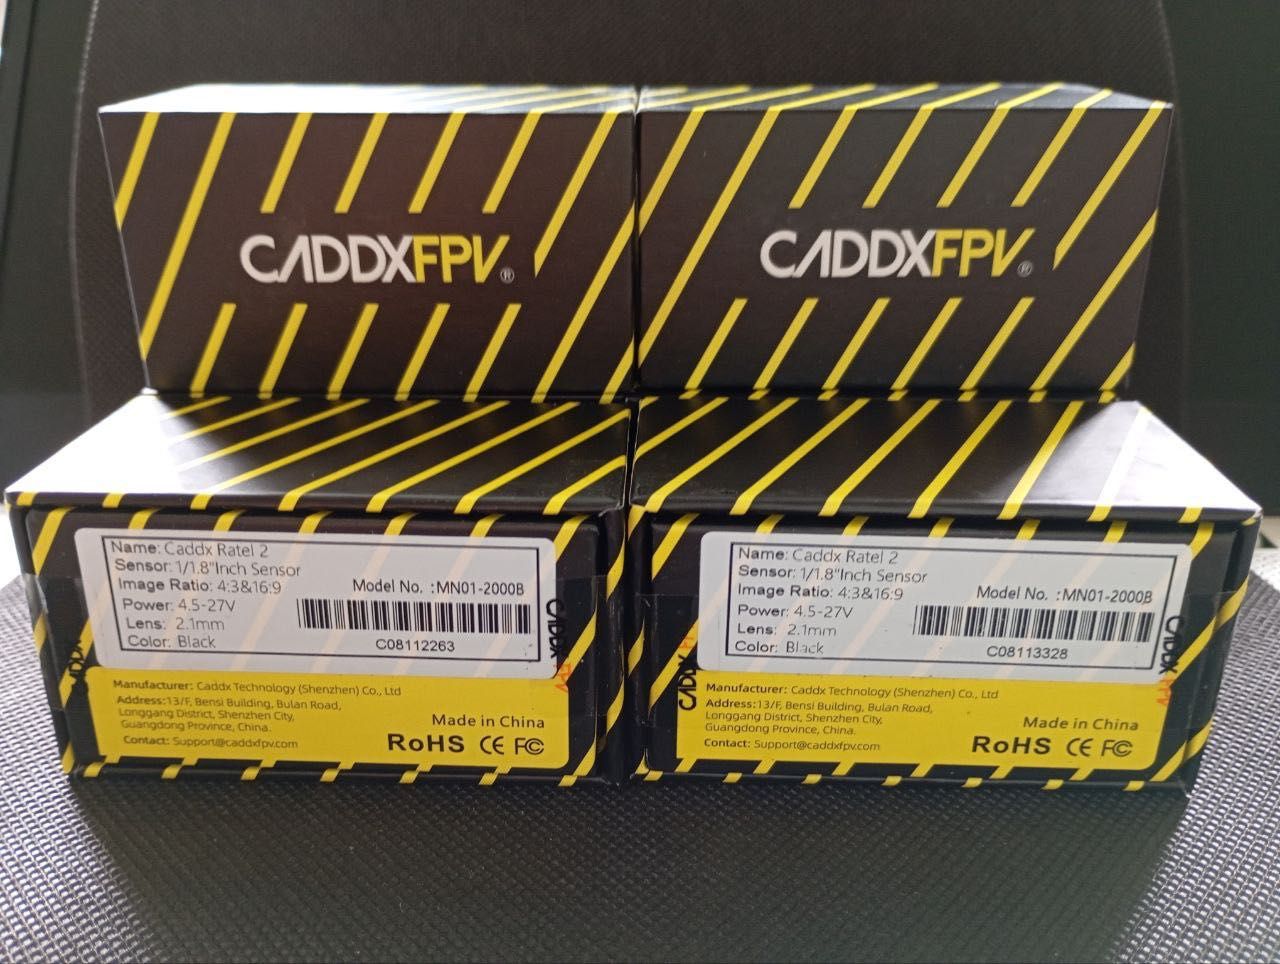 CADDXFPV®
CADDXFPV®
Name: Caddx Ratel 2
Sensor: 1/1.8"Inch Sensor
Image Ratio: 4:3&16:9
Power: 4.5-27V
Lens: 2.1mm
Color: Black
Model No. :MN01-2000B
C08112263
CADDX FPV
Manufacturer: Caddx Technology (Shenzhen) Co., Ltd
Address:13/F, Bensi Building, Bulan Road,
Longgang District, Shenzhen City,
Guangdong Province, China.
Contact: Support@caddxfpv.com
Made in China
RoHS CE FC
Name: Caddx Ratel 2
Sensor: 1/1.8"Inch Sensor
Image Ratio: 4:3&16:9
Power: 4.5-27V
Lens: 2.1mm
Color: Black
Model No. :MN01-2000B
C08113328
CADDX
CADDX FPV
Manufacturer: Caddx Technology (Shenzhen) Co., Ltd
Address:13/F, Bensi Building, Bulan Road,
Longgang District, Shenzhen City,
Guangdong Province, China.
Contact: Support@caddxfpv.com
Made in China
RoHS CE FC